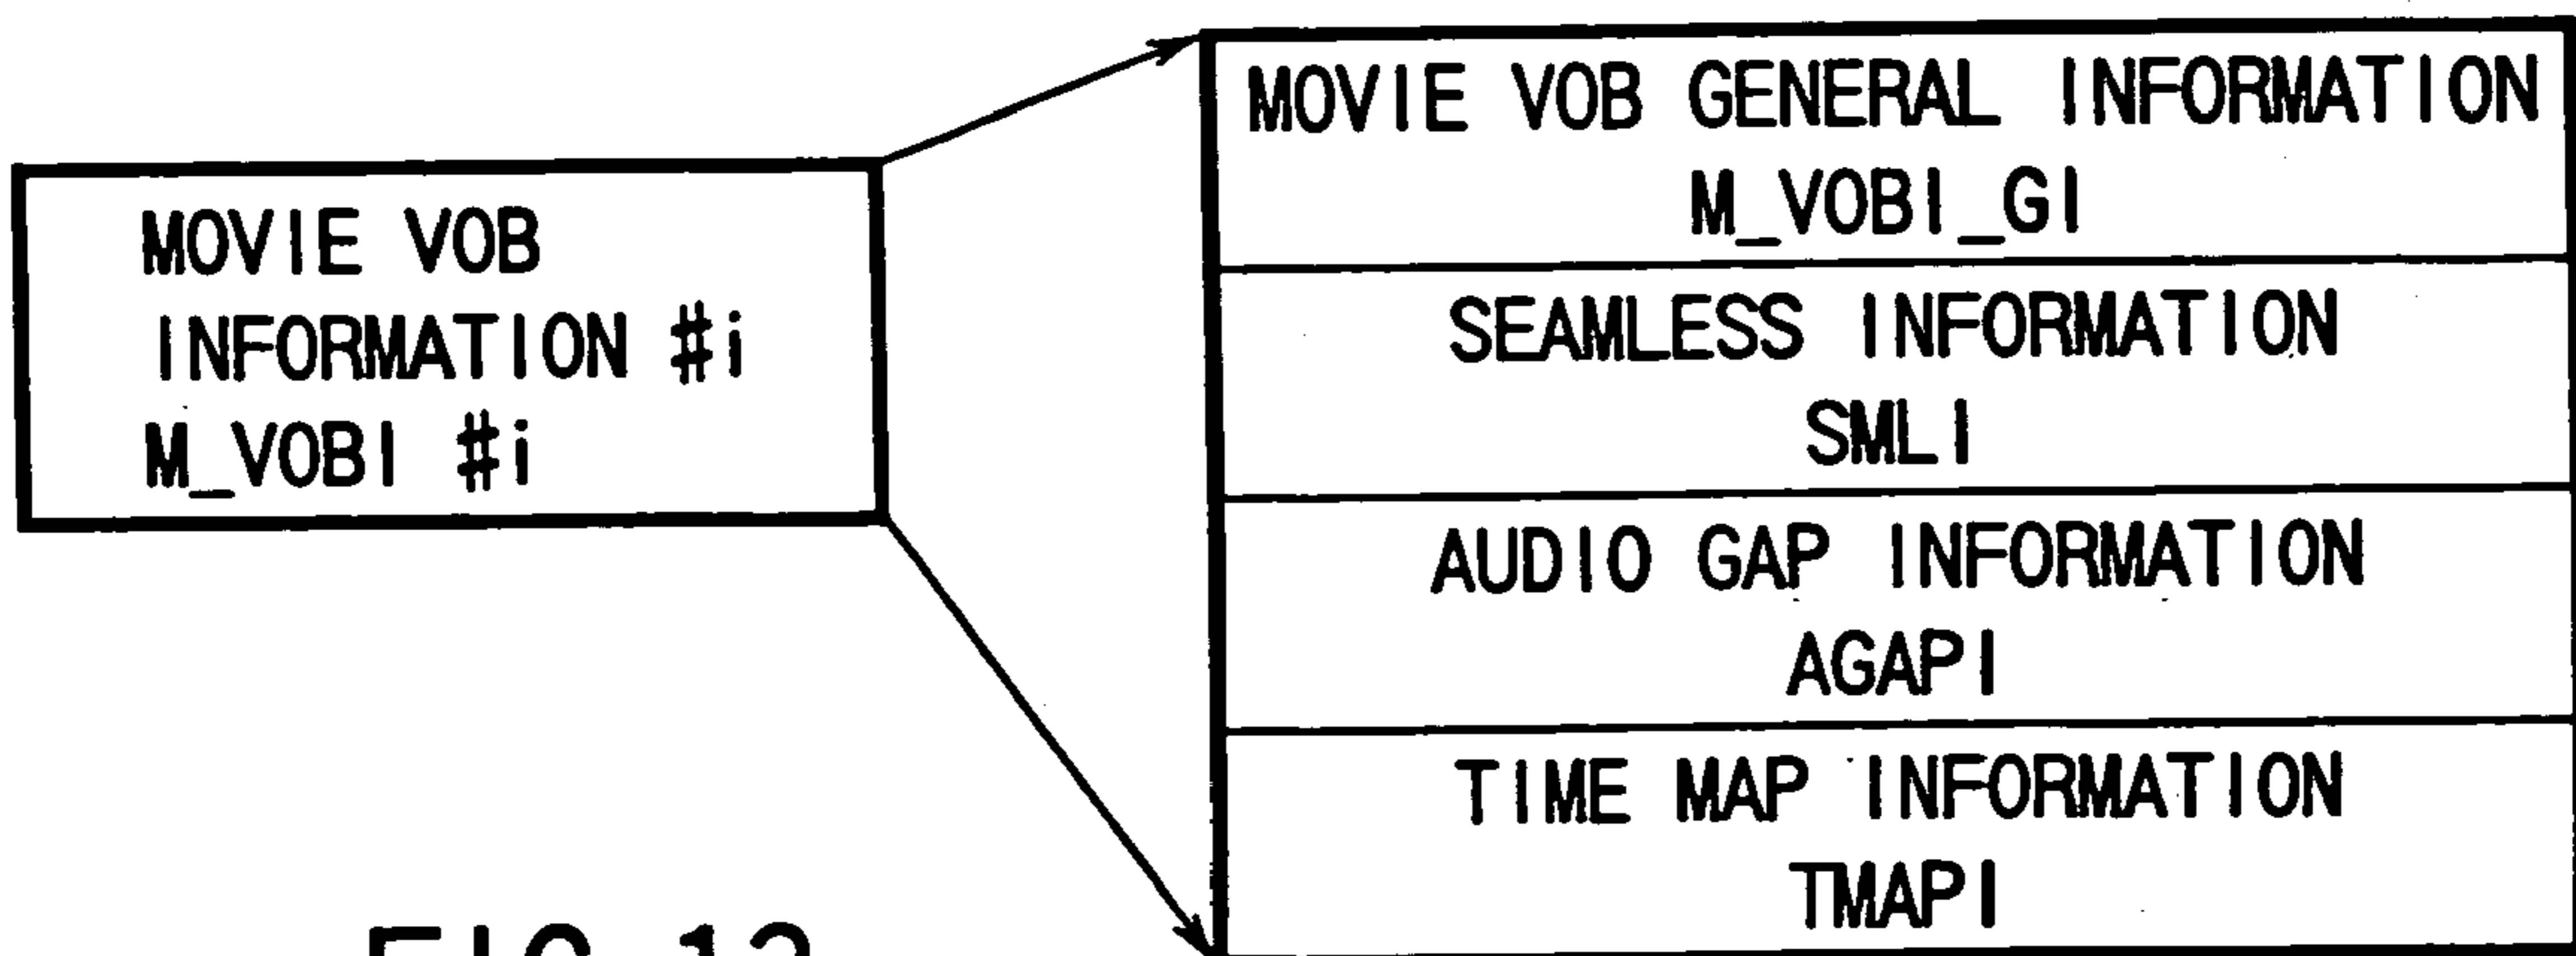 MOVIE VOB
INFORMATION #i
M_VOBI #i
MOVIE VOB GENERAL INFORMATION
M_VOBI_GI
SEAMLESS INFORMATION
SMLI
AUDIO GAP INFORMATION
AGAPI
TIME MAP INFORMATION
TMAPI